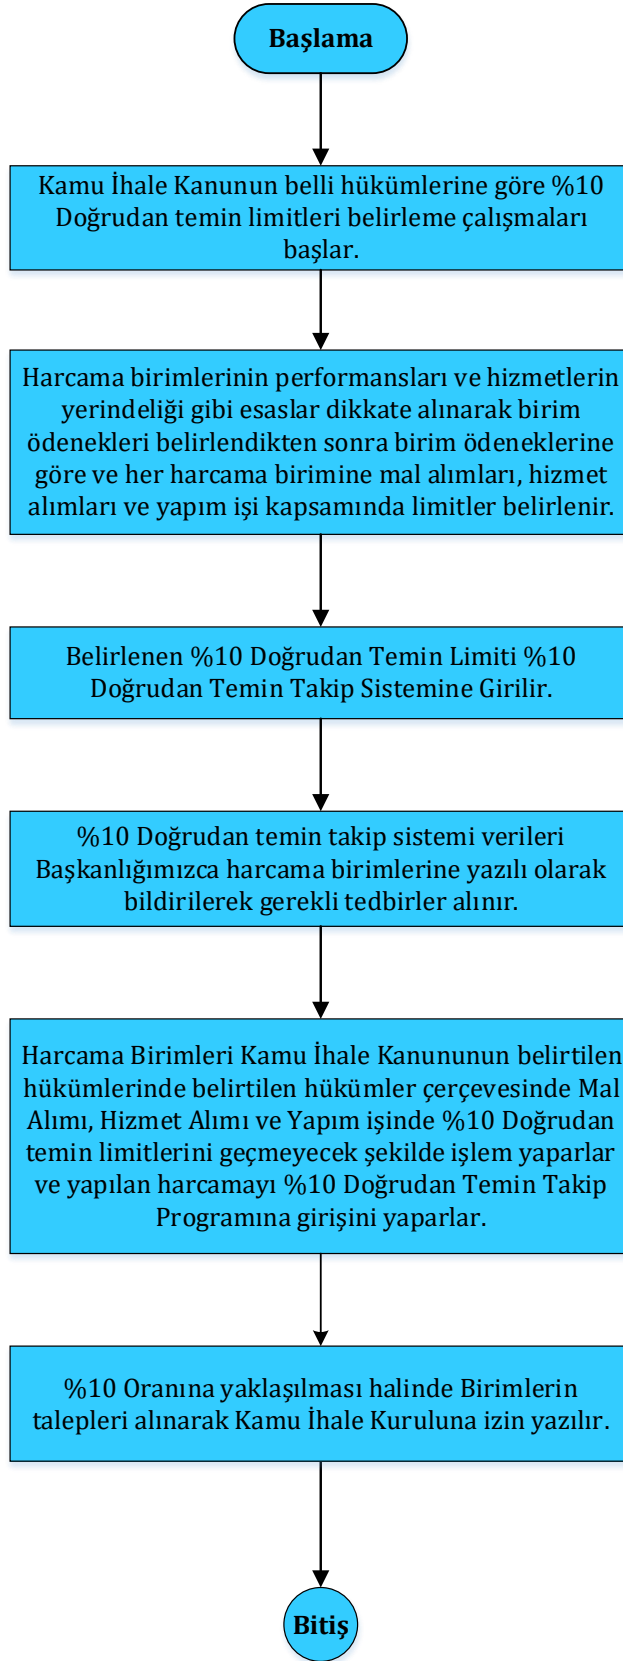 Başlama
Kamu İhale Kanunun belli hükümlerine göre %10
Doğrudan temin limitleri belirleme çalışmaları
başlar.
Harcama birimlerinin performansları ve hizmetlerin
yerindeliği gibi esaslar dikkate alınarak birim
ödenekleri belirlendikten sonra birim ödeneklerine
göre ve her harcama birimine mal alımları, hizmet
alımları ve yapım işi kapsamında limitler belirlenir.
Belirlenen %10 Doğrudan Temin Limiti %10
Doğrudan Temin Takip Sistemine Girilir.
%10 Doğrudan temin takip sistemi verileri
Başkanlığımızca harcama birimlerine yazılı olarak
bildirilerek gerekli tedbirler alınır.
Harcama Birimleri Kamu İhale Kanununun belirtilen
hükümlerinde belirtilen hükümler çerçevesinde Mal
Alımı, Hizmet Alımı ve Yapım işinde %10 Doğrudan
temin limitlerini geçmeyecek şekilde işlem yaparlar
ve yapılan harcamayı %10 Doğrudan Temin Takip
Programına girişini yaparlar.
%10 Oranına yaklaşılması halinde Birimlerin
talepleri alınarak Kamu İhale Kuruluna izin yazılır.
Bitiş